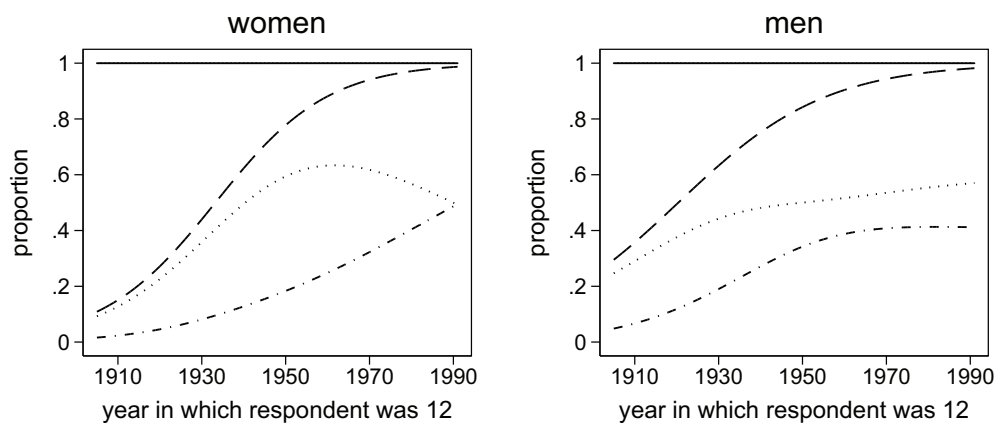 women
proportion
1
.8
.6
.4
.2
0
1910 1930 1950 1970 1990
year in which respondent was 12
men
proportion
1
.8
.6
.4
.2
0
1910 1930 1950 1970 1990
year in which respondent was 12